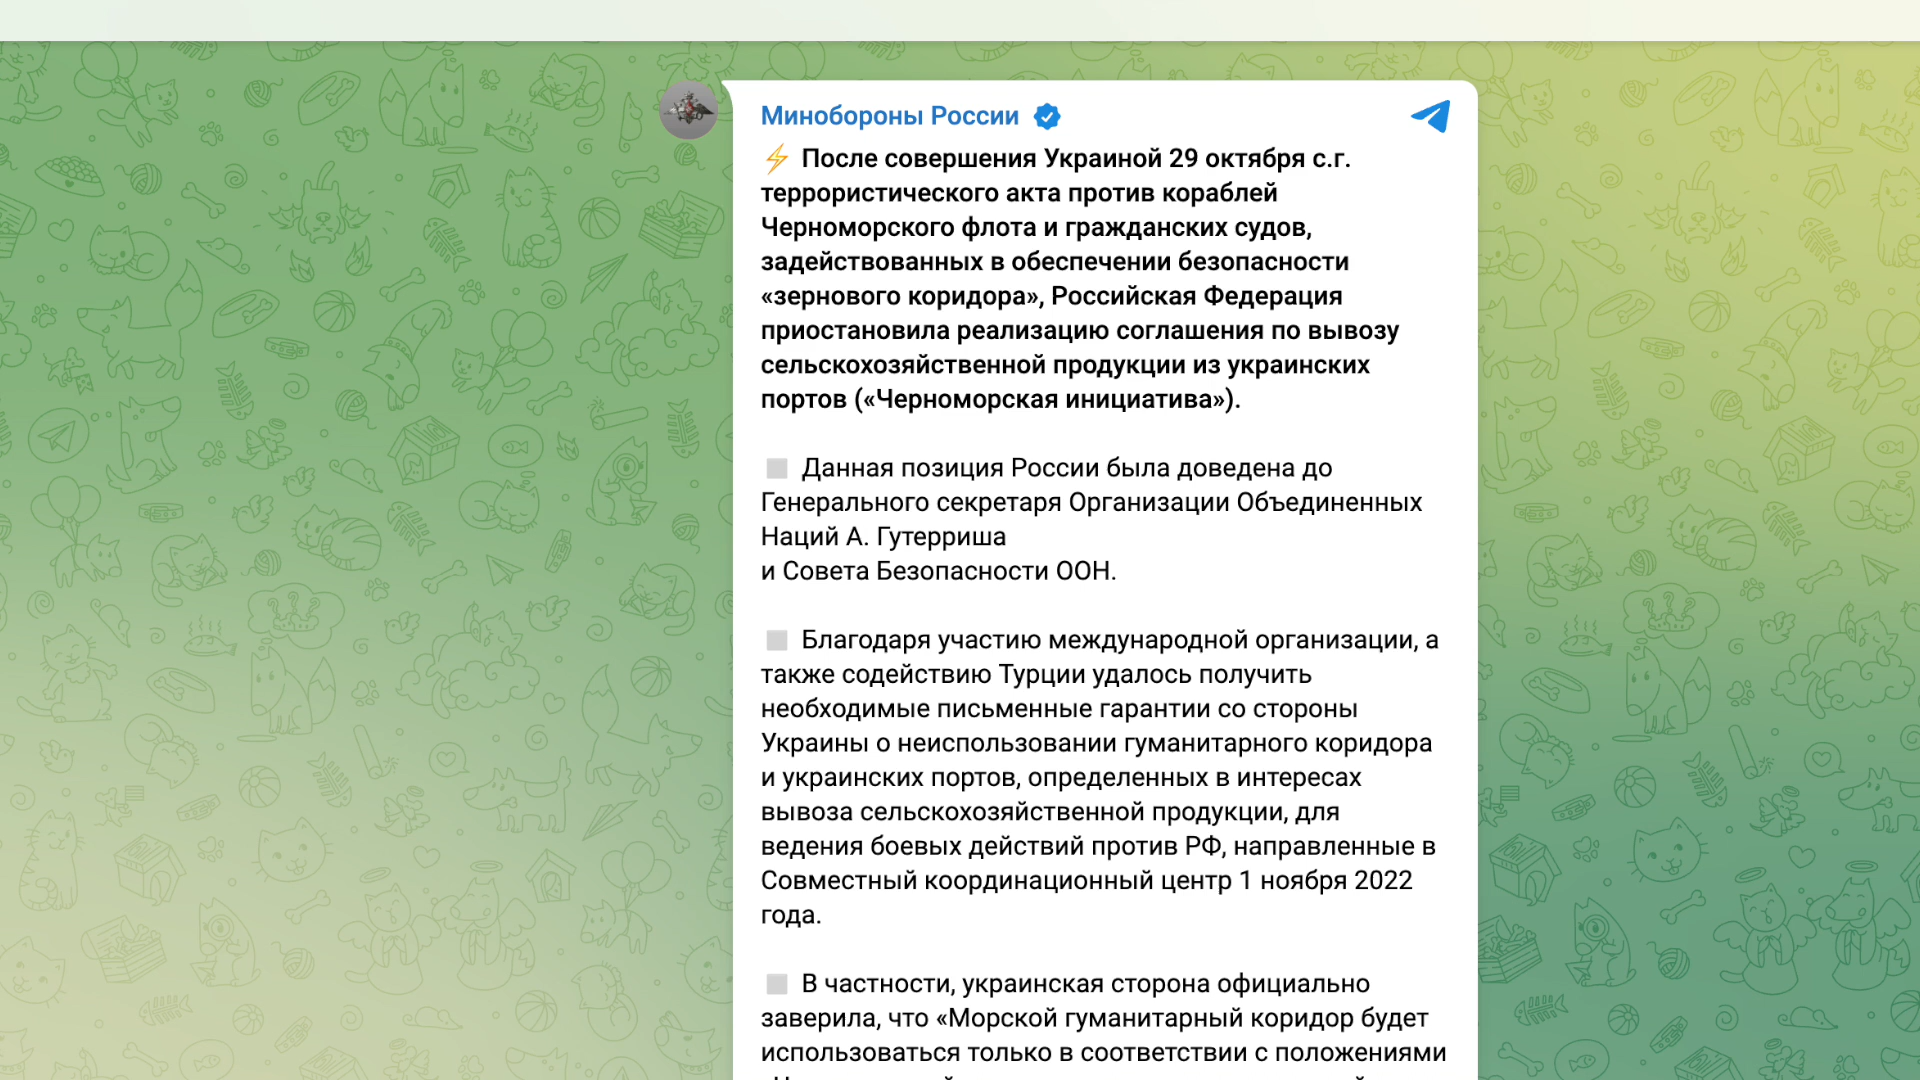 Минобороны России
После совершения Украиной 29 октября с.г.
террористического акта против кораблей
Черноморского флота и гражданских судов,
задействованных в обеспечении безопасности
«зернового коридора», Российская Федерация
приостановила реализацию соглашения по вывозу
сельскохозяйственной продукции из украинских
портов («Черноморская инициатива»).
Данная позиция России была доведена до
Генерального секретаря Организации Объединенных
Наций А. Гутерриша
и Совета Безопасности ООН.
Благодаря участию международной организации, а
также содействию Турции удалось получить
необходимые письменные гарантии со стороны
Украины о неиспользовании гуманитарного коридора
и украинских портов, определенных в интересах
вывоза сельскохозяйственной продукции, для
ведения боевых действий против РФ, направленные в
Совместный координационный центр 1 ноября 2022
года.
В частности, украинская сторона официально
заверила, что «Морской гуманитарный коридор будет
использоваться только в соответствии с положениями